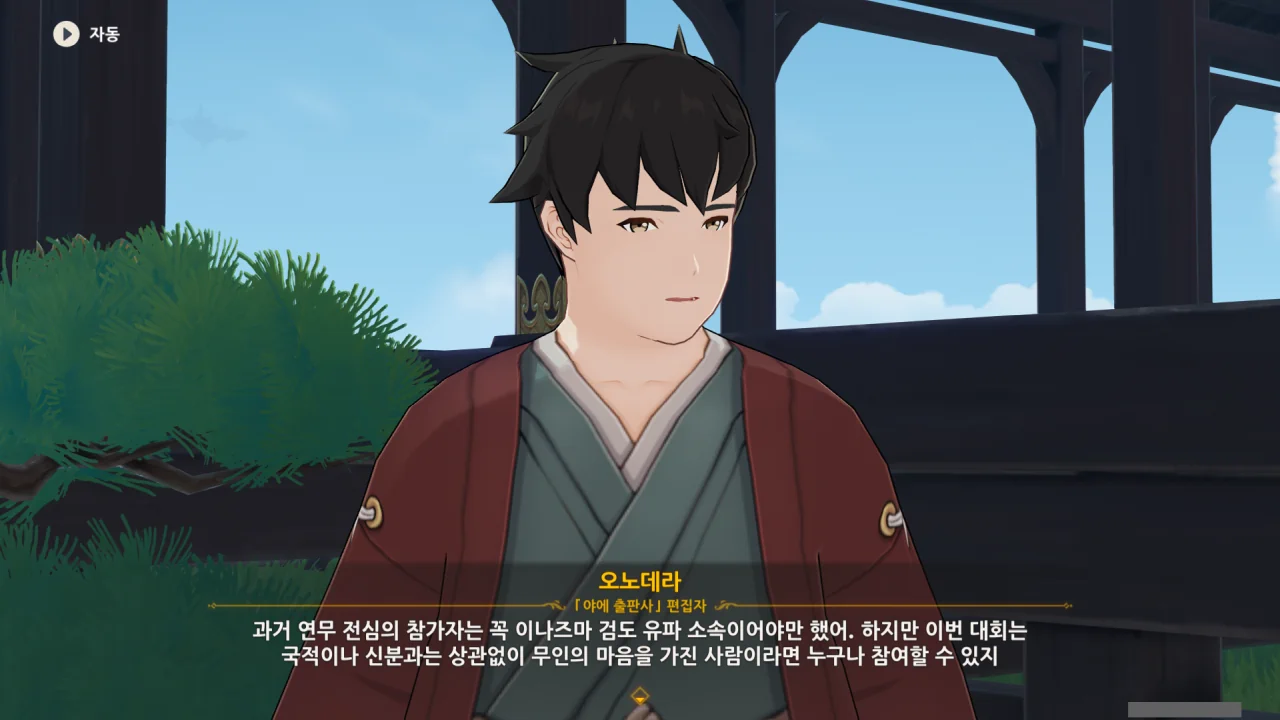 자동
오노데라
「야에 출판사」 편집자
과거 연무 전심의 참가자는 꼭 이나즈마 검도 유파 소속이어야만 했어. 하지만 이번 대회는
국적이나 신분과는 상관없이 무인의 마음을 가진 사람이라면 누구나 참여할 수 있지